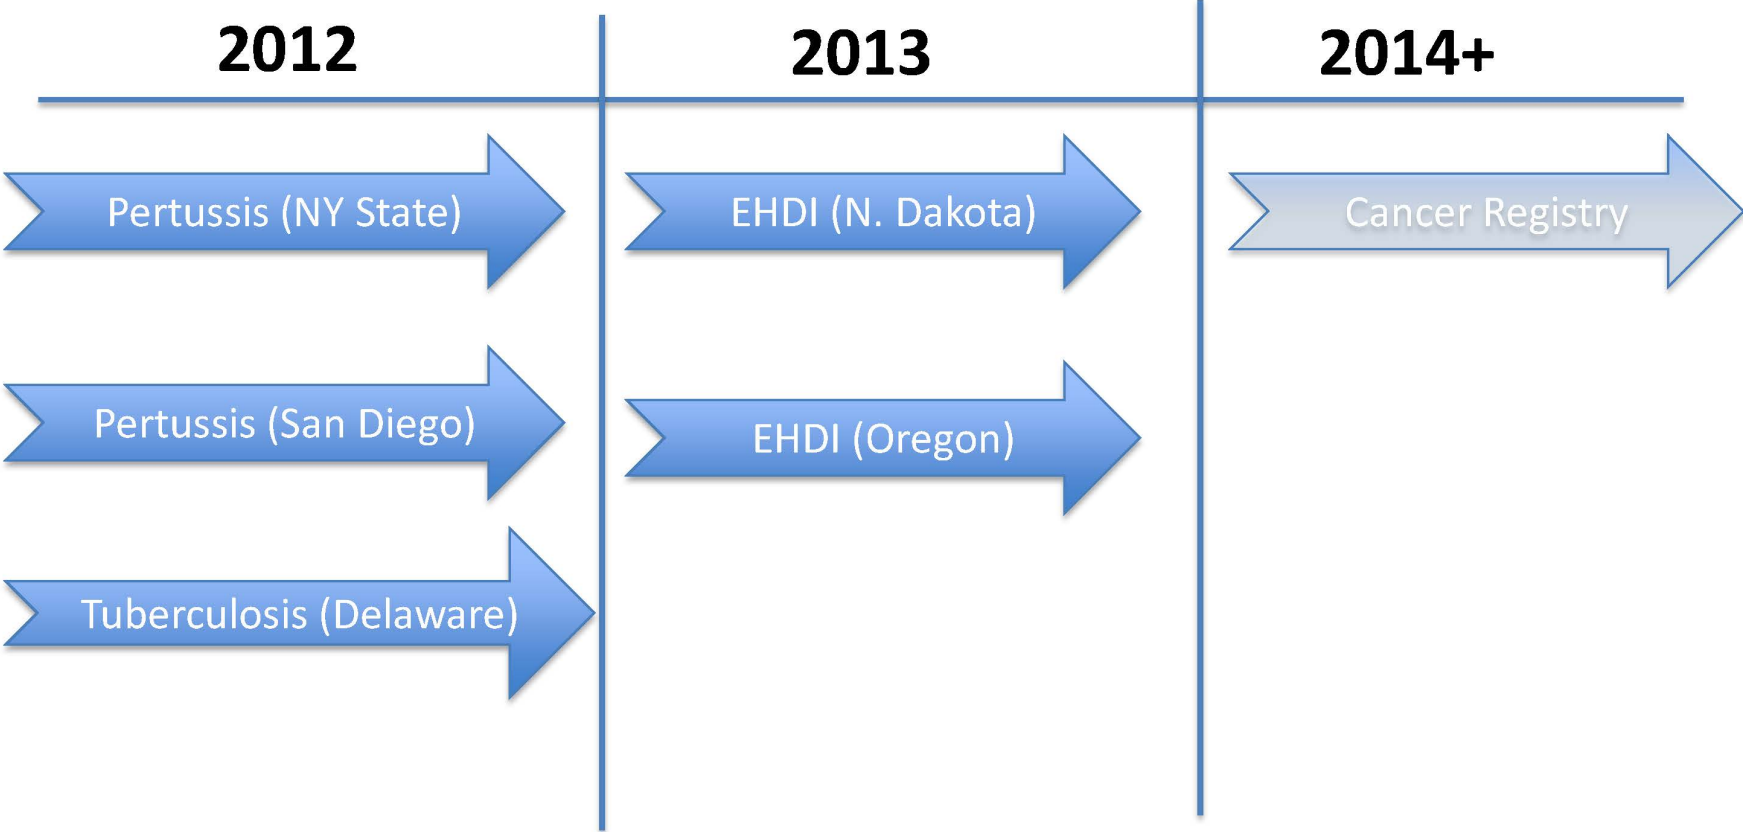 2012
2013
2014+
Pertussis (NY State)
EHDI (N. Dakota)
Cancer Registry
Pertussis (San Diego)
EHDI (Oregon)
Tuberculosis (Delaware)